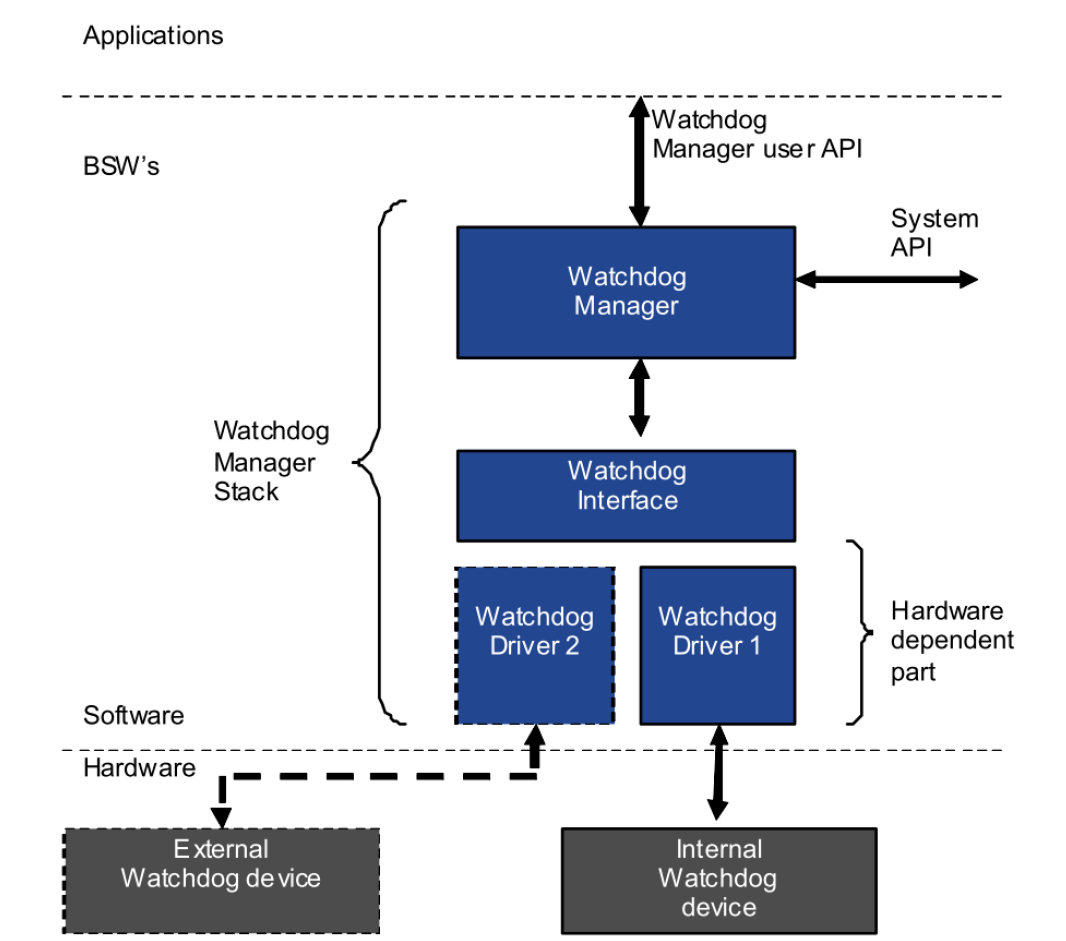 Applications
Watchdog
Manager user API
BSW's
System
API
Watchdog
Manager
Watchdog
Manager
Stack
Watchdog
Interface
Watchdog
Driver 2
Watchdog
Driver 1
Hardware
dependent
part
Software
Hardware
External
Watchdog device
Internal
Watchdog
device